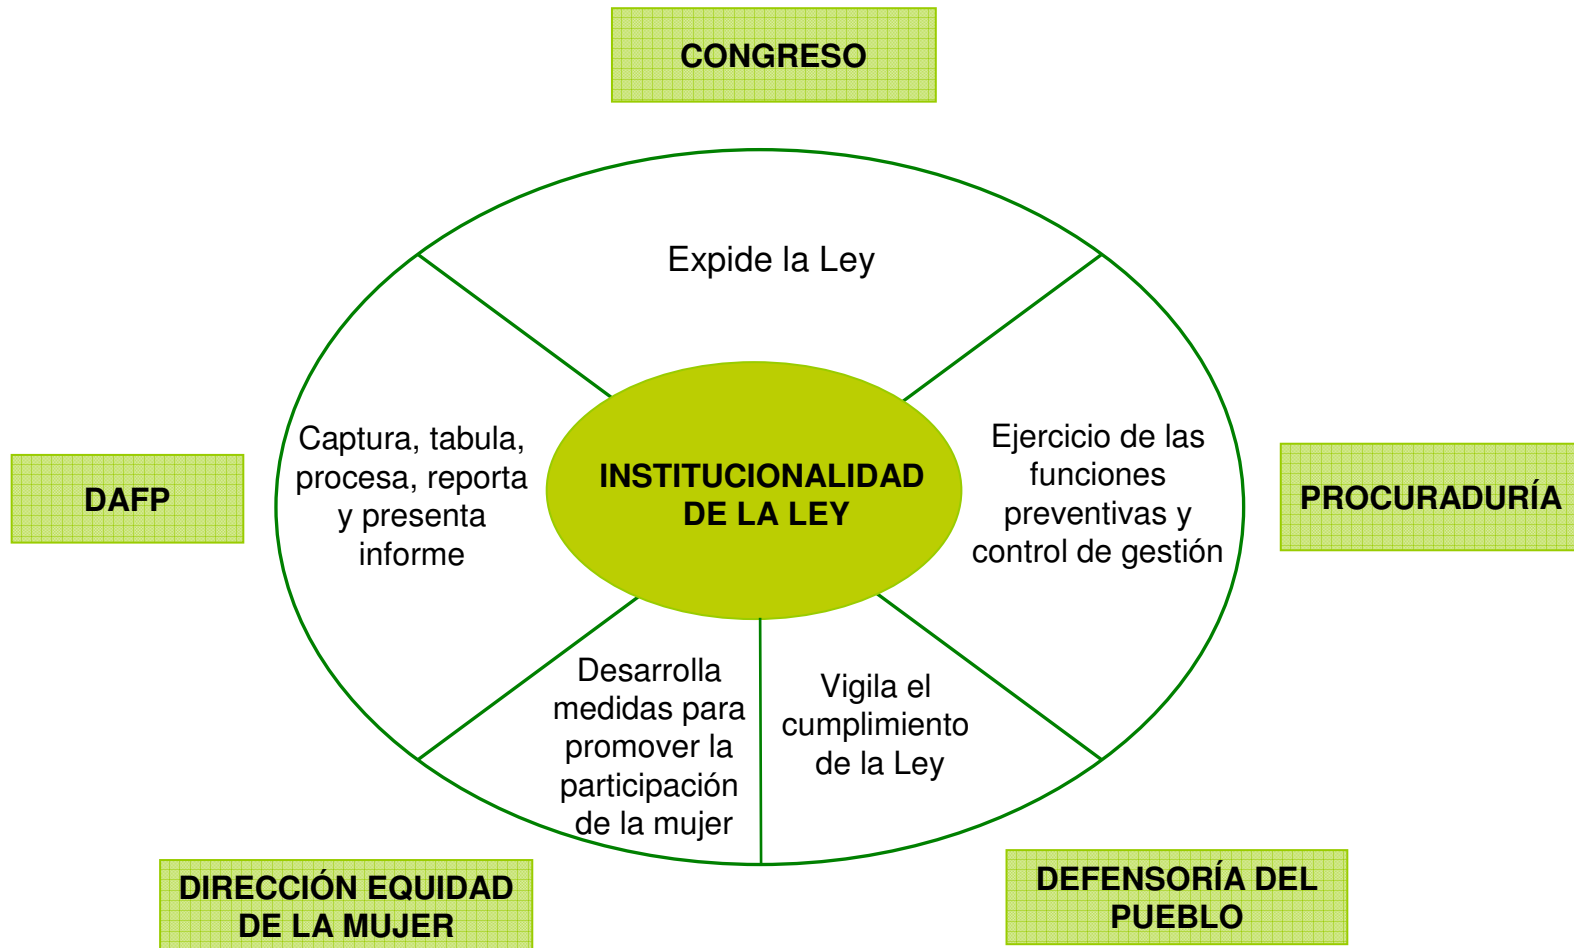 CONGRESO
Expide la Ley
Captura, tabula,
procesa, reporta
y presenta
informe
DAFP
INSTITUCIONALIDAD
DE LA LEY
Ejercicio de las
funciones
preventivas y
control de gestión
PROCURADURÍA
Desarrolla
medidas para
promover la
participación
de la mujer
Vigila el
cumplimiento
de la Ley
DIRECCIÓN EQUIDAD
DE LA MUJER
DEFENSORÍA DEL
PUEBLO